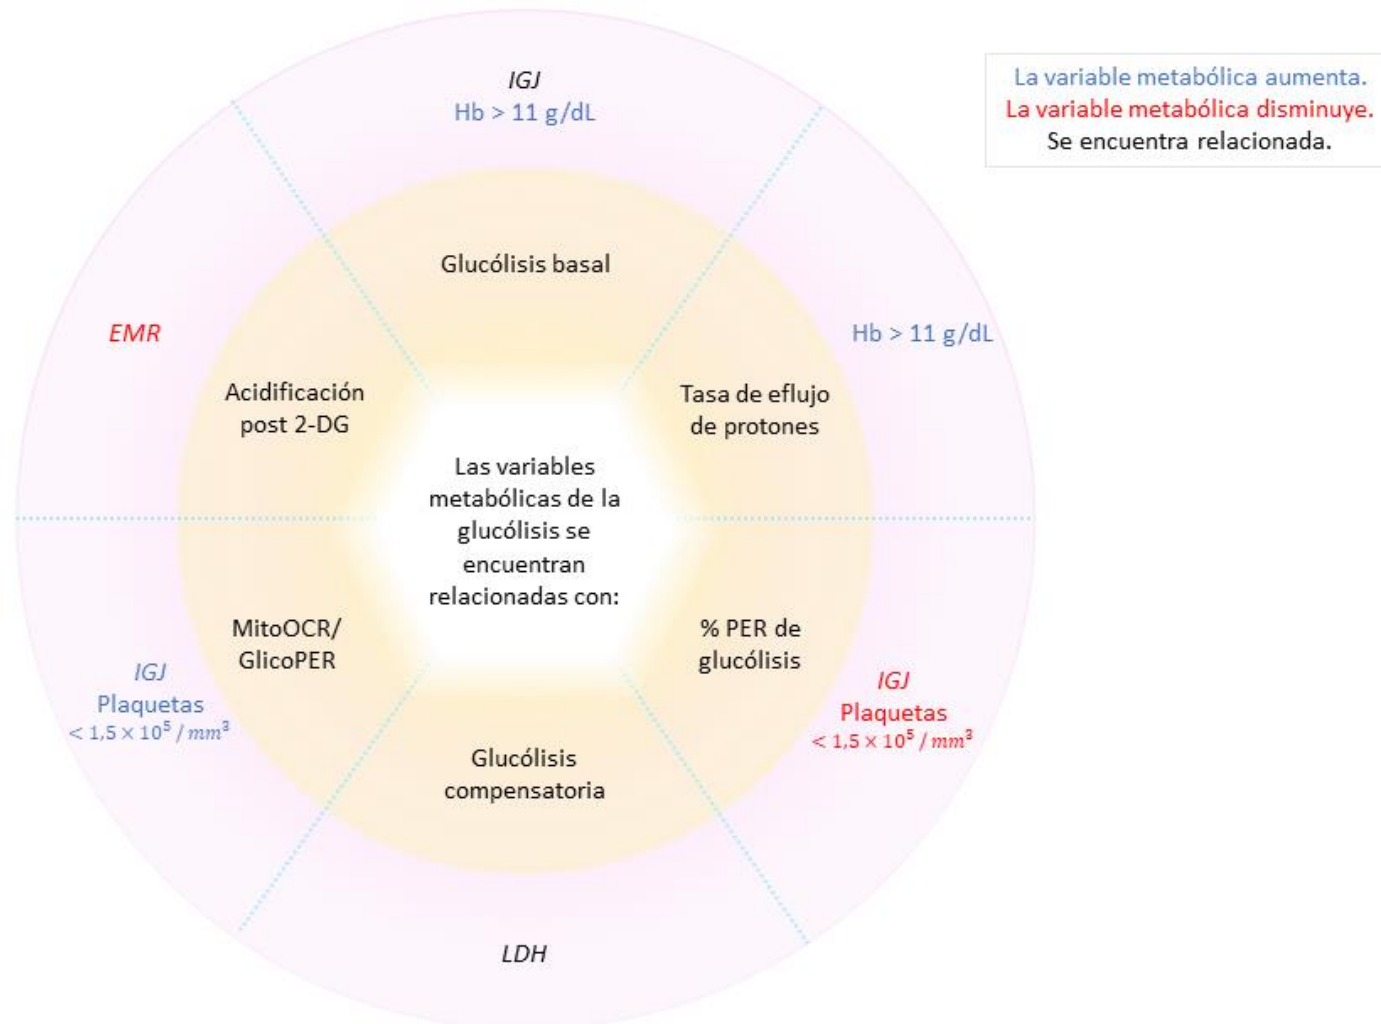 IGJ
Hb > 11 g/dL
La variable metabólica aumenta.
La variable metabólica disminuye.
Se encuentra relacionada.
Glucólisis basal
EMR
Hb > 11 g/dL
Acidificación
post 2-DG
Tasa de eflujo
de protones
Las variables
metabólicas de la
glucólisis se
encuentran
relacionadas con:
MitoOCR/
GlicoPER
% PER de
glucólisis
IGJ
Plaquetas
< 1,5 × 10⁵ / mm³
IGJ
Plaquetas
< 1,5 × 10⁵ / mm³
Glucólisis
compensatoria
LDH